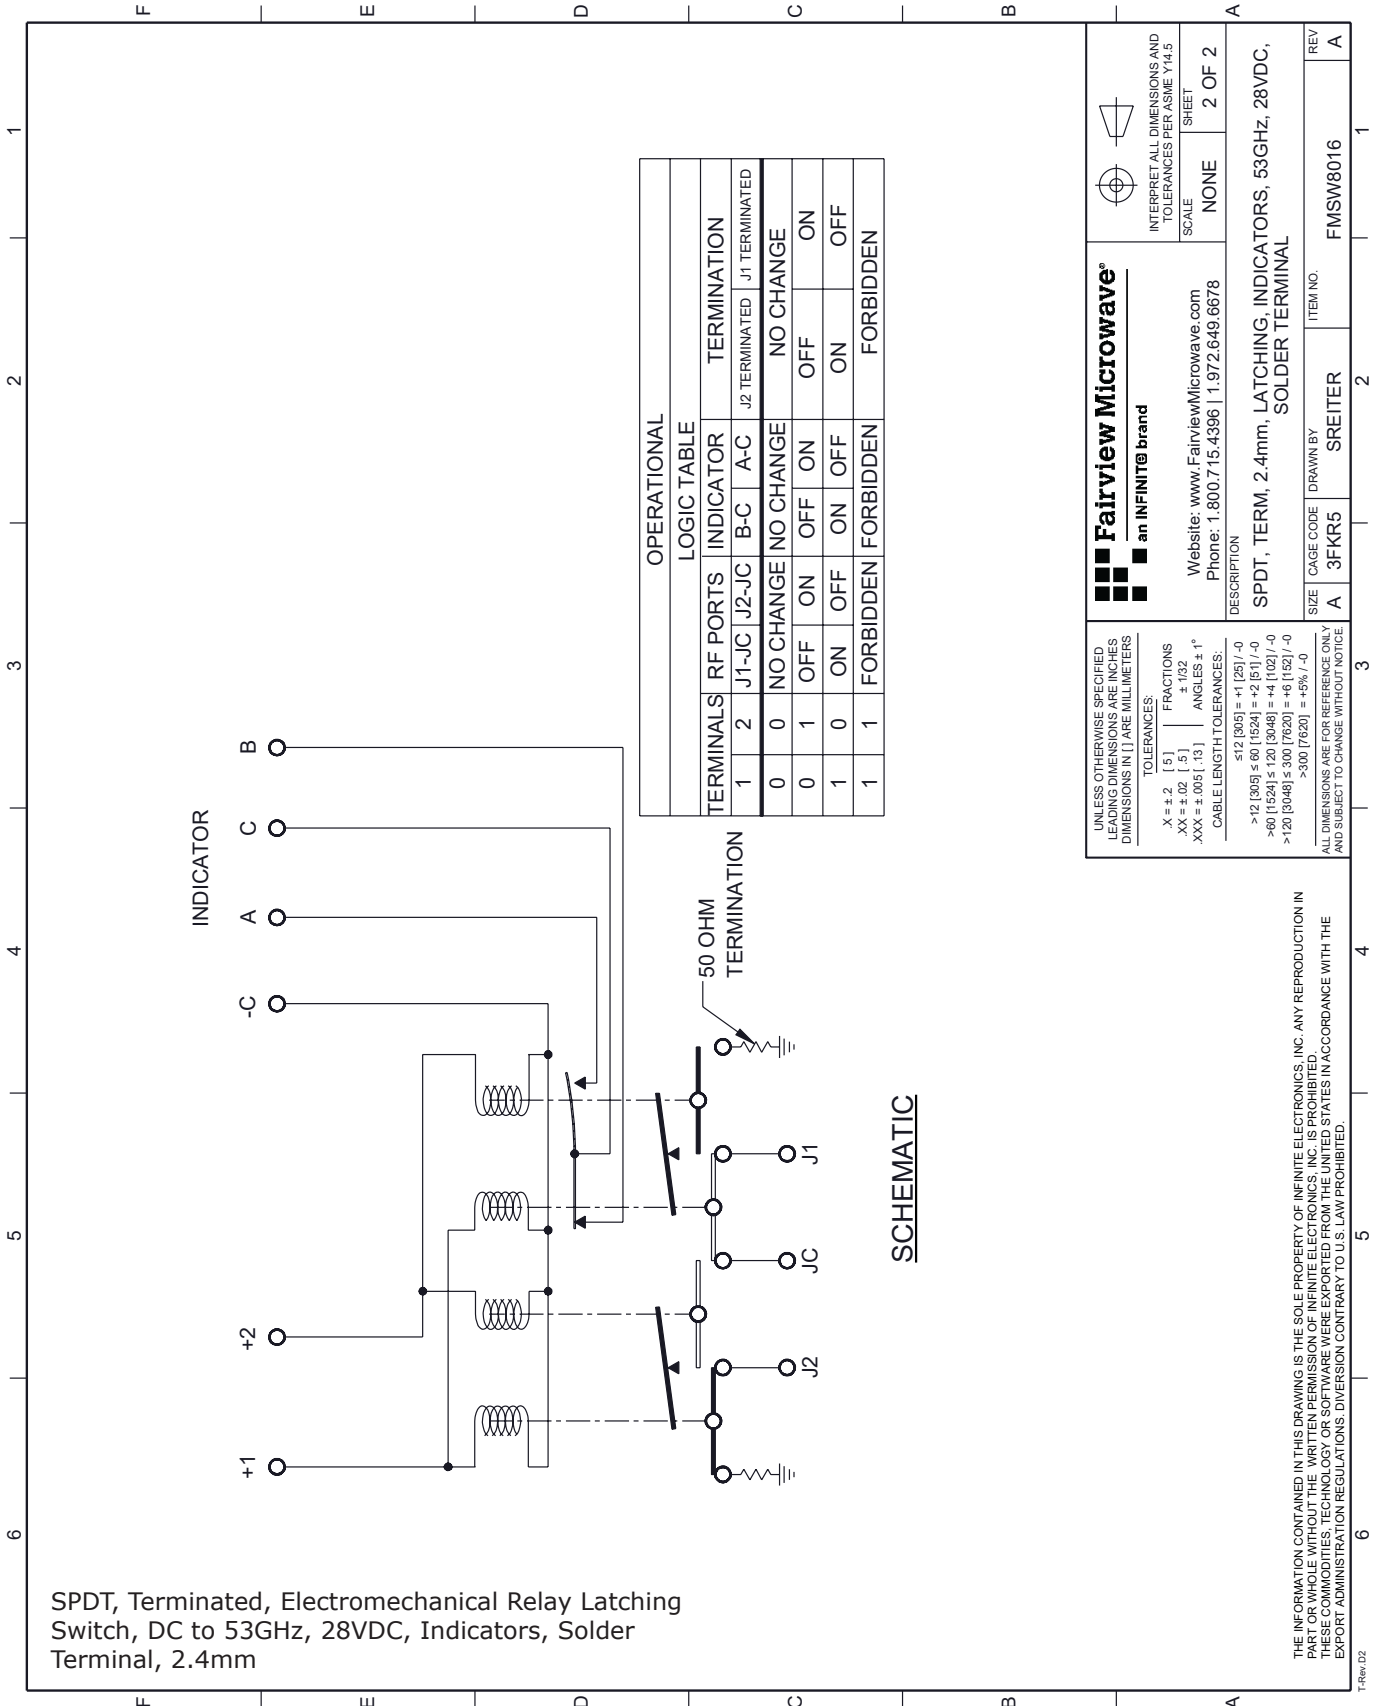 6 5 4 3 2 1
F E D C B A
INDICATOR
+1 +2 -C A C B
50 OHM
TERMINATION
J2 JC J1
SCHEMATIC
OPERATIONAL
LOGIC TABLE
TERMINALS RF PORTS INDICATOR TERMINATION
1 2 J1-JC J2-JC B-C A-C J2 TERMINATED J1 TERMINATED
0 0 NO CHANGE NO CHANGE NO CHANGE
0 1 OFF ON OFF ON OFF ON
1 0 ON OFF ON OFF ON OFF
1 1 FORBIDDEN FORBIDDEN FORBIDDEN
THE INFORMATION CONTAINED IN THIS DRAWING IS THE SOLE PROPERTY OF INFINITE ELECTRONICS, INC. ANY REPRODUCTION IN
PART OR WHOLE WITHOUT THE WRITTEN PERMISSION OF INFINITE ELECTRONICS, INC. IS PROHIBITED.
THESE COMMODITIES, TECHNOLOGY OR SOFTWARE WERE EXPORTED FROM THE UNITED STATES IN ACCORDANCE WITH THE
EXPORT ADMINISTRATION REGULATIONS. DIVERSION CONTRARY TO U.S. LAW PROHIBITED.
UNLESS OTHERWISE SPECIFIED
LEADING DIMENSIONS ARE INCHES
DIMENSIONS IN [ ] ARE MILLIMETERS
TOLERANCES:
.X = ± .2 [ 5 ] FRACTIONS
.XX = ± .02 [ .5 ] ± 1/32
.XXX = ± .005 [ .13 ] ANGLES ± 1°
CABLE LENGTH TOLERANCES:
≤12 [305] = +1 [25] / -0
>12 [305] ≤ 60 [1524] = +2 [51] / -0
>60 [1524] ≤ 120 [3048] = +4 [102] / -0
>120 [3048] ≤ 300 [7620] = +6 [152] / -0
>300 [7620] = +5% / -0
ALL DIMENSIONS ARE FOR REFERENCE ONLY
AND SUBJECT TO CHANGE WITHOUT NOTICE.
Fairview Microwave®
an INFINIT@ brand
Website: www.FairviewMicrowave.com
Phone: 1.800.715.4396 | 1.972.649.6678
INTERPRET ALL DIMENSIONS AND
TOLERANCES PER ASME Y14.5
SCALE SHEET
NONE 2 OF 2
DESCRIPTION
SPDT, TERM, 2.4mm, LATCHING, INDICATORS, 53GHz, 28VDC,
SOLDER TERMINAL
SIZE CAGE CODE DRAWN BY ITEM NO. REV
A 3FKR5 SREITER FMSW8016 A
6 5 4 3 2 1
F E D C B A
T-Rev.D2
SPDT, Terminated, Electromechanical Relay Latching
Switch, DC to 53GHz, 28VDC, Indicators, Solder
Terminal, 2.4mm